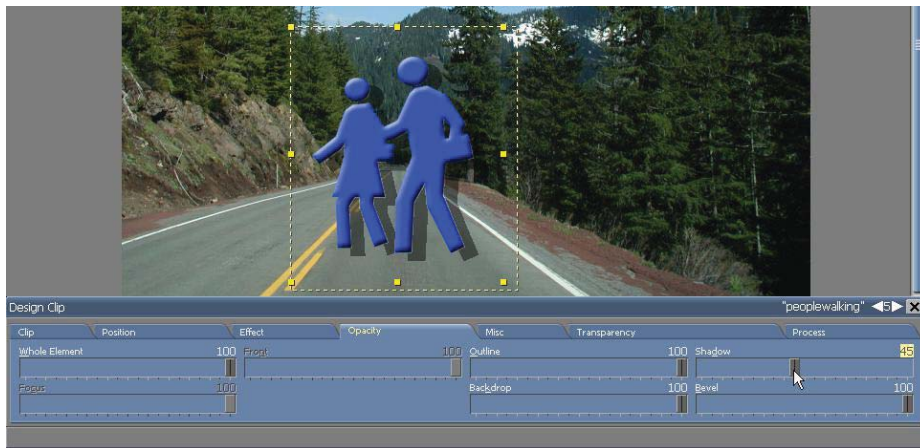 Design Clip "peoplewalking" 5
Clip Position Effect Opacity Misc Transparency Process
Whole Element 100 Front 100 Outline 100 Shadow 45
Focus 100 Backdrop 100 Bevel 100